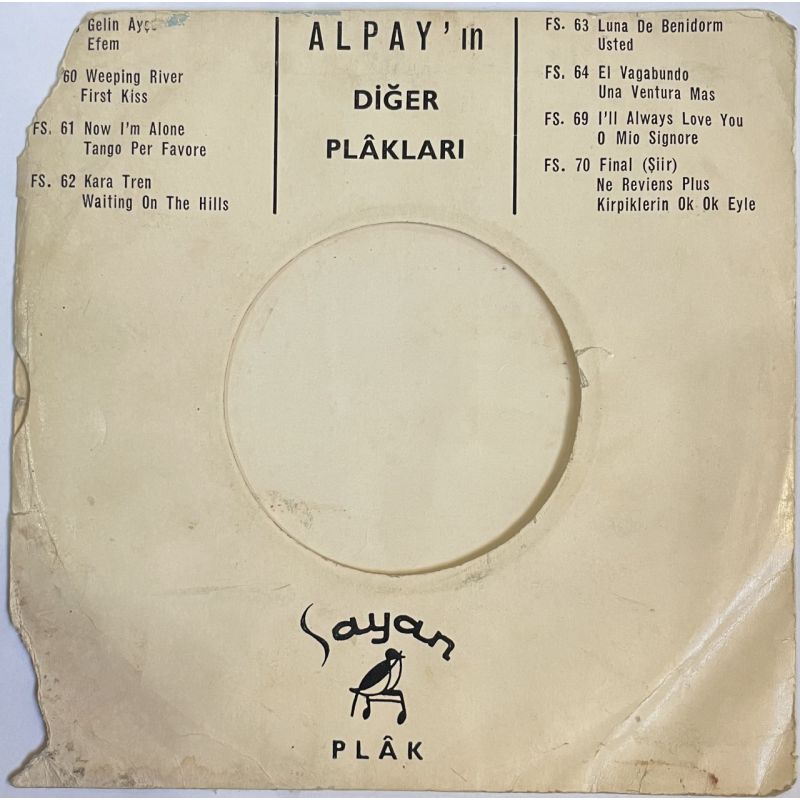 Gelin
Efem
60 Weeping River
First Kiss
FS. 61 Now I'm Alone
Tango Per Favore
FS. 62 Kara Tren
Waiting On The Hills
ALPAY'ın
DİĞER
PLÂKLARI
FS. 63 Luna De Benidorm
Usted
FS. 64 El Vagabundo
Una Ventura Mas
FS. 69 I'll Always Love You
O Mio Signore
FS. 70 Final (Şiir)
Ne Reviens Plus
Kirpiklerin Ok Ok Eyle
Sayan
PLÂK